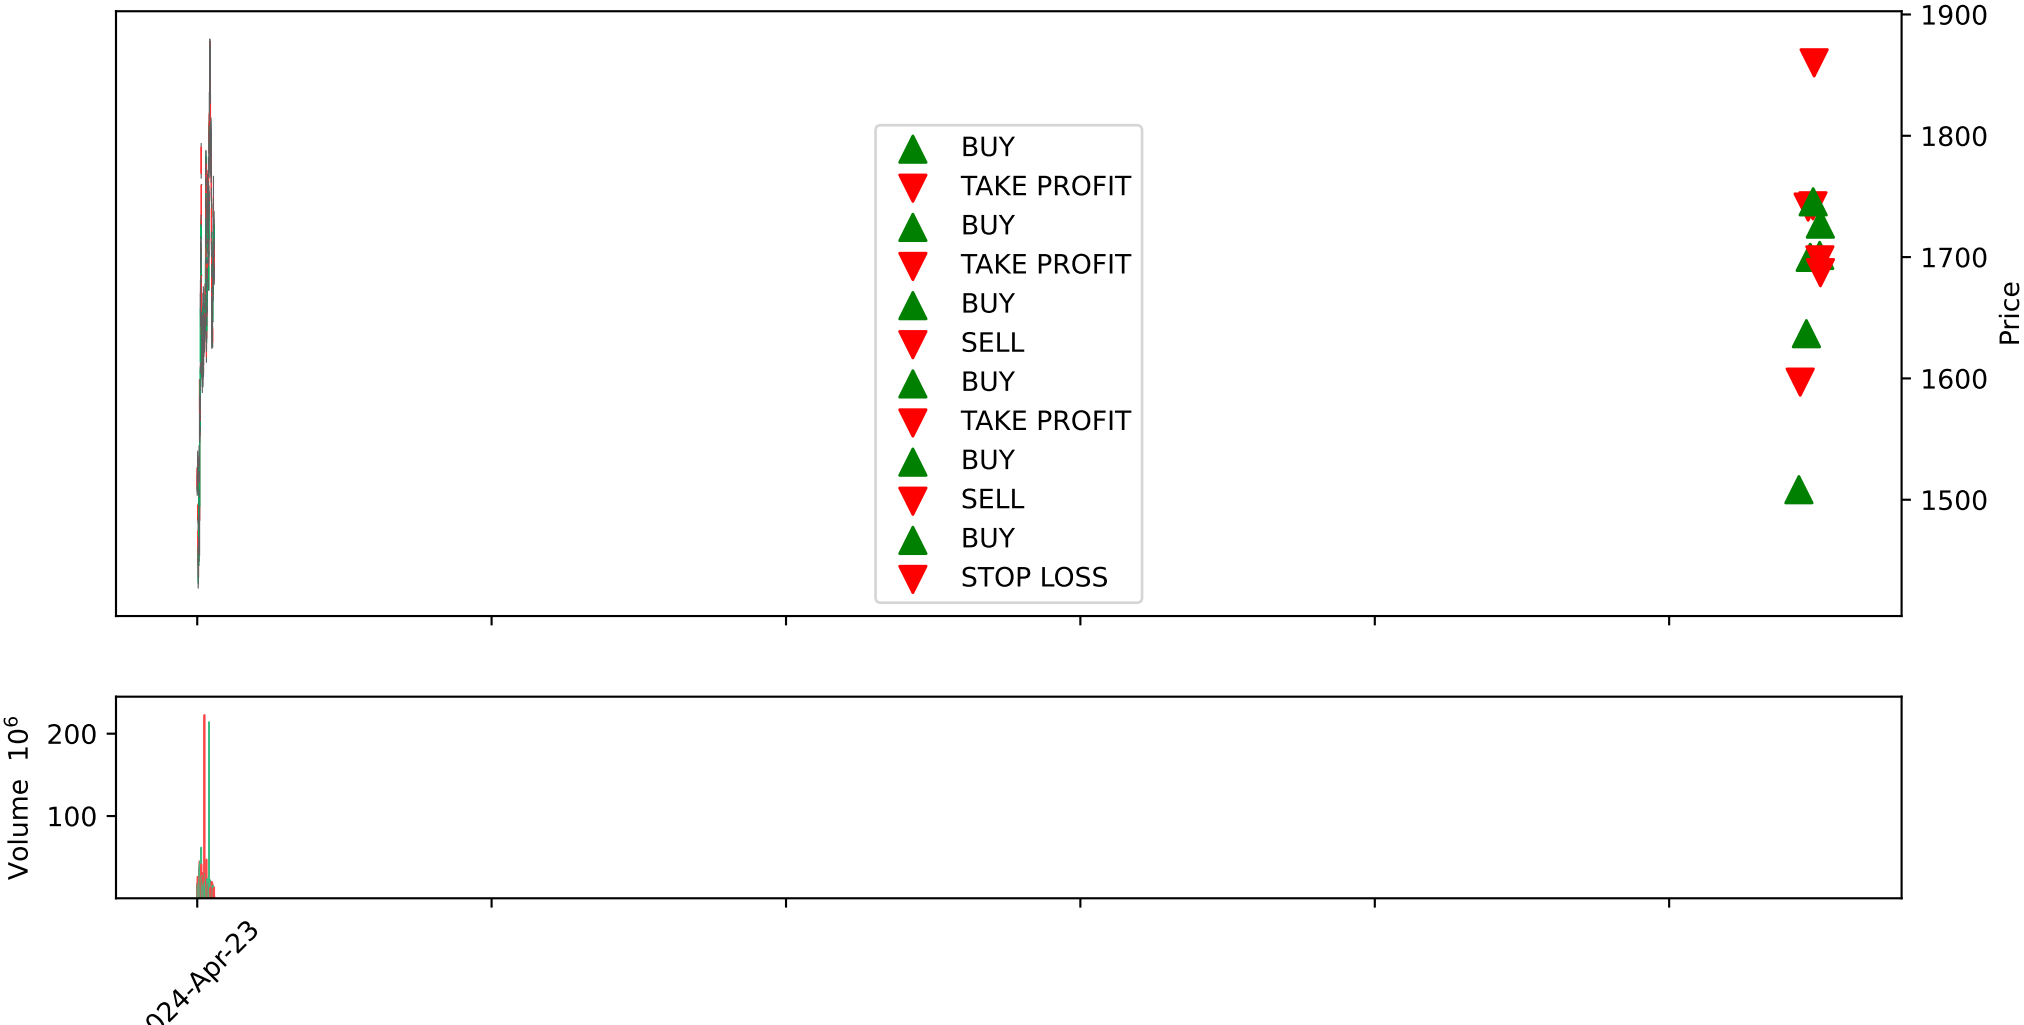 1900
1800
1700
1600
1500
Price
BUY
TAKE PROFIT
BUY
TAKE PROFIT
BUY
SELL
BUY
TAKE PROFIT
BUY
SELL
BUY
STOP LOSS
Volume 10⁶
200
100
024-Apr-23